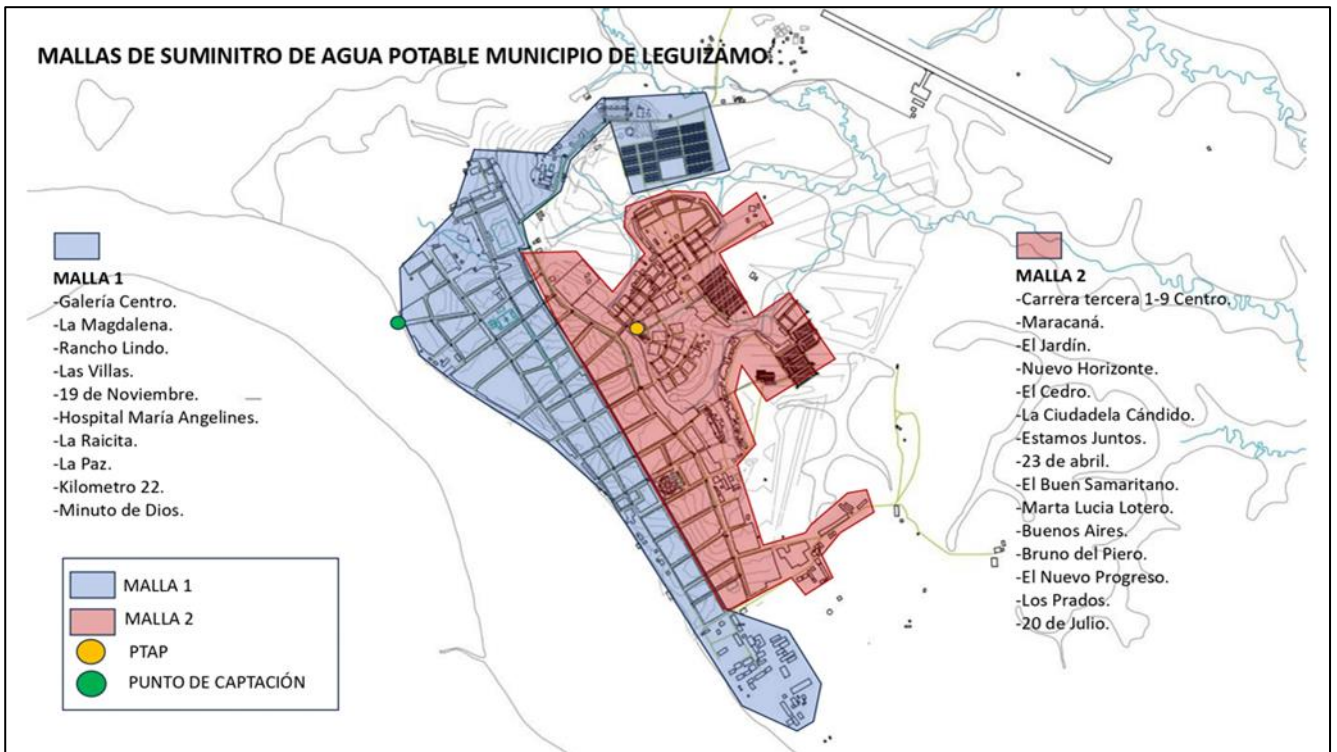 MALLAS DE SUMINITRO DE AGUA POTABLE MUNICIPIO DE LEGUIZAMO
MALLA 1
-Galería Centro.
-La Magdalena.
-Rancho Lindo.
-Las Villas.
-19 de Noviembre.
-Hospital María Angelines.
-La Raicita.
-La Paz.
-Kilometro 22.
-Minuto de Dios.
MALLA 2
-Carrera tercera 1-9 Centro.
-Maracaná.
-El Jardín.
-Nuevo Horizonte.
-El Cedro.
-La Ciudadela Cándido.
-Estamos Juntos.
-23 de abril.
-El Buen Samaritano.
-Marta Lucia Lotero.
-Buenos Aires.
-Bruno del Piero.
-El Nuevo Progreso.
-Los Prados.
-20 de Julio.
MALLA 1
MALLA 2
PTAP
PUNTO DE CAPTACIÓN